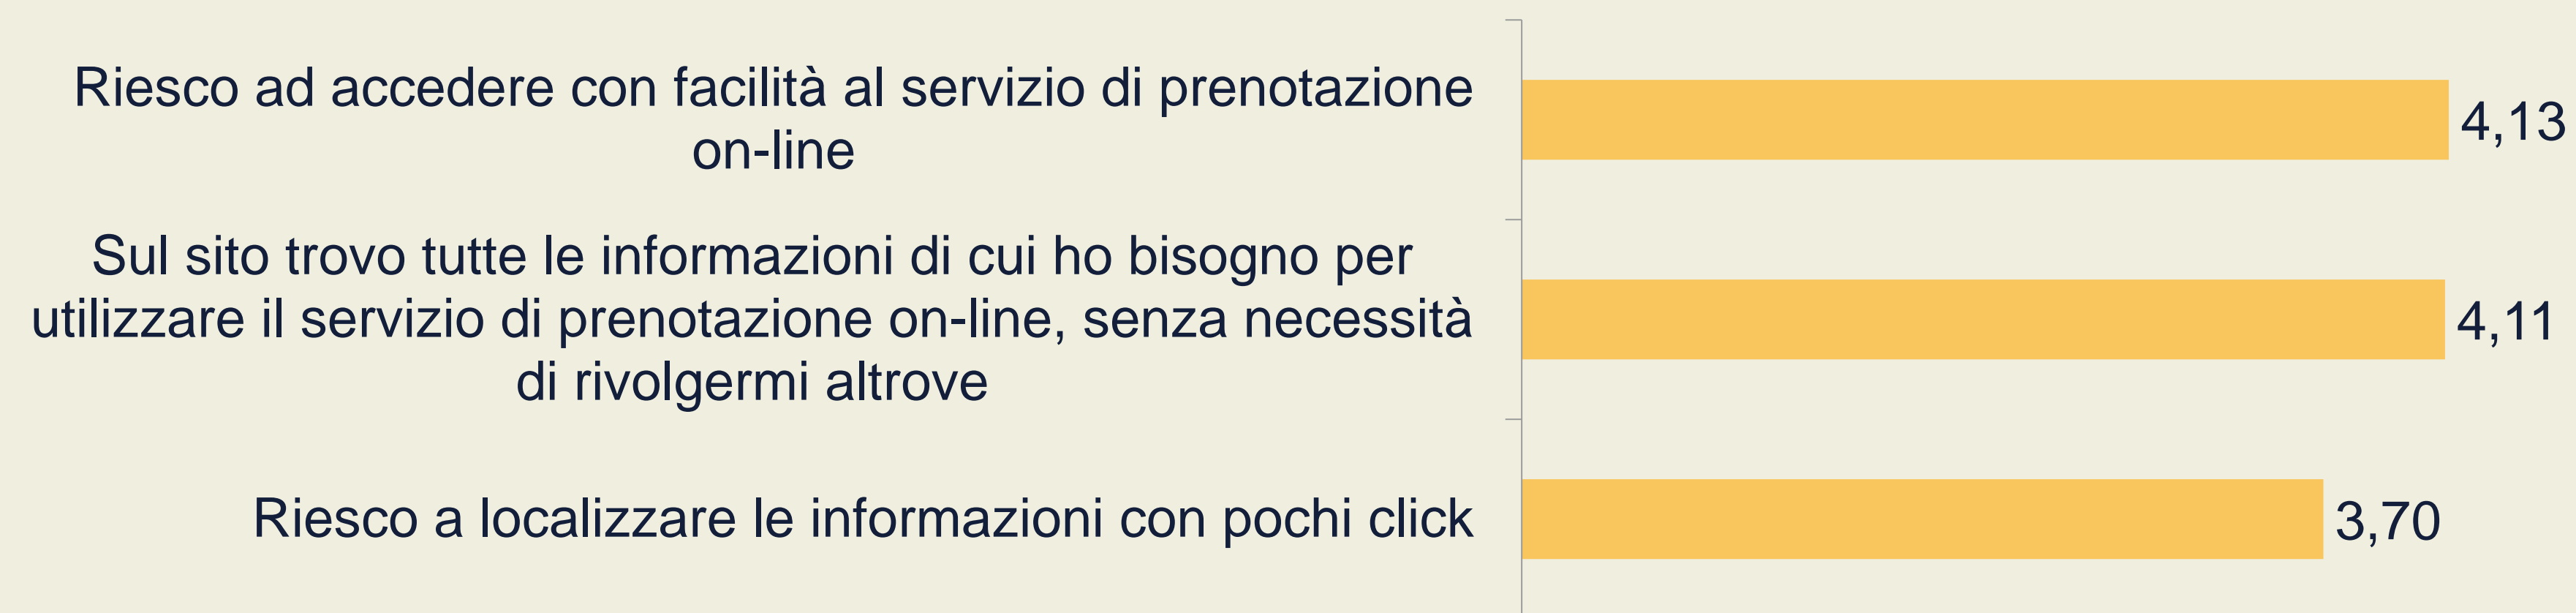 Riesco ad accedere con facilità al servizio di prenotazione
on-line
4,13
Sul sito trovo tutte le informazioni di cui ho bisogno per
utilizzare il servizio di prenotazione on-line, senza necessità
di rivolgermi altrove
4,11
Riesco a localizzare le informazioni con pochi click
3,70